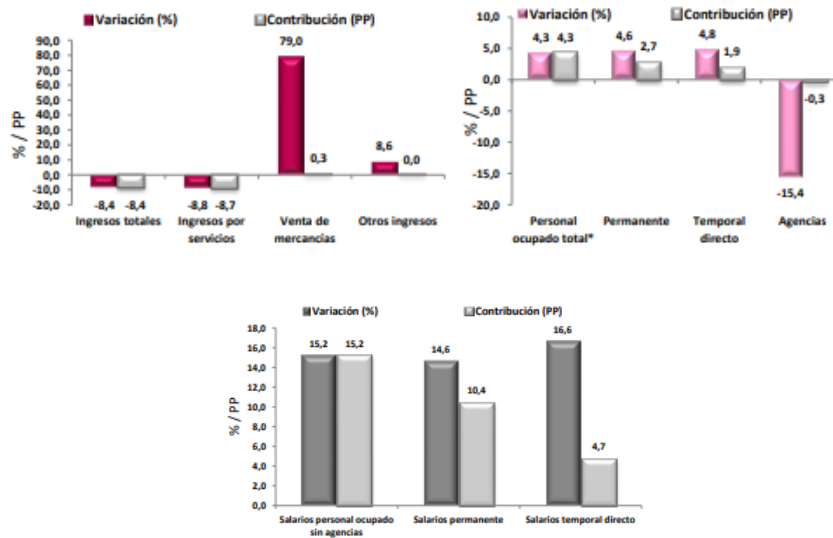 Variación (%) Contribución (PP)
% / PP
90,0
80,0
70,0
60,0
50,0
40,0
30,0
20,0
10,0
0,0
-10,0
-20,0
79,0
0,3
8,6
0,0
-8,4 -8,4
-8,8 -8,7
Ingresos totales
Ingresos por
servicios
Venta de
mercancías
Otros ingresos
Variación (%) Contribución (PP)
% / PP
10,0
5,0
0,0
-5,0
-10,0
-15,0
-20,0
4,3 4,3
4,6
2,7
4,8
1,9
-0,3
-15,4
Personal
ocupado total*
Permanente
Temporal
directo
Agencias
Variación (%) Contribución (PP)
% / PP
18,0
16,0
14,0
12,0
10,0
8,0
6,0
4,0
2,0
0,0
15,2 15,2
14,6
10,4
16,6
4,7
Salarios personal ocupado
sin agencias
Salarios permanente
Salarios temporal directo